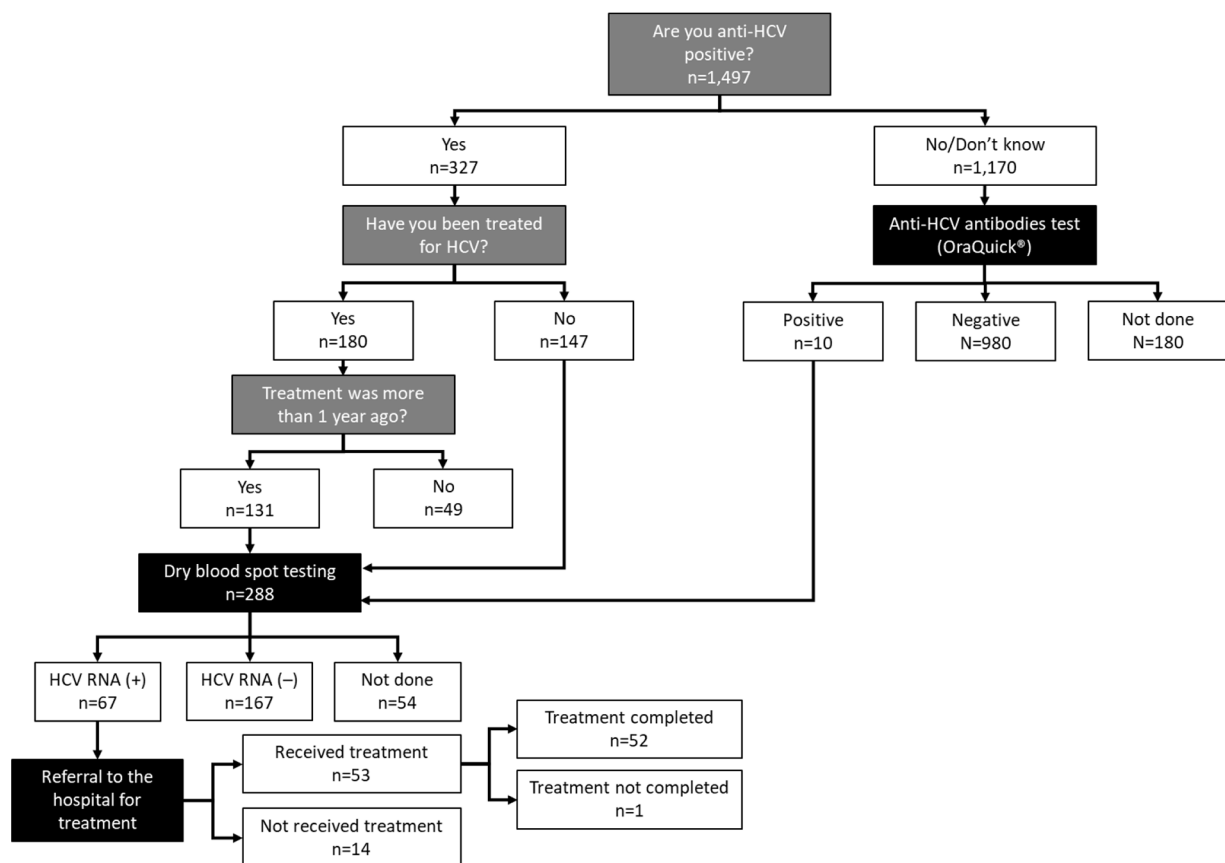 Are you anti-HCV
positive?
n=1,497
Yes
n=327
No/Don’t know
n=1,170
Have you been treated
for HCV?
Anti-HCV antibodies test
(OraQuick®)
Yes
n=180
No
n=147
Positive
n=10
Negative
N=980
Not done
N=180
Treatment was more
than 1 year ago?
Yes
n=131
No
n=49
Dry blood spot testing
n=288
HCV RNA (+)
n=67
HCV RNA (–)
n=167
Not done
n=54
Referral to the
hospital for
treatment
Received treatment
n=53
Not received treatment
n=14
Treatment completed
n=52
Treatment not completed
n=1